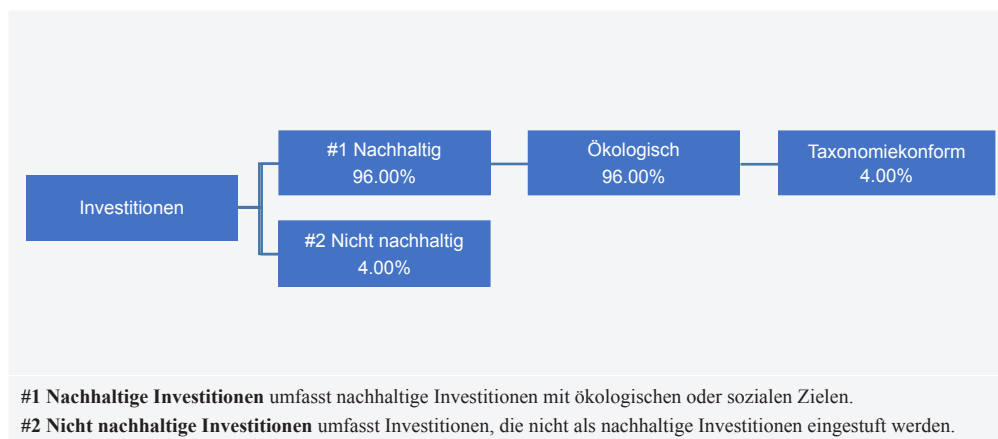 #1 Nachhaltig
96.00%
Ökologisch
96.00%
Taxonomiekonform
4.00%
Investitionen
#2 Nicht nachhaltig
4.00%
#1 Nachhaltige Investitionen umfasst nachhaltige Investitionen mit ökologischen oder sozialen Zielen.
#2 Nicht nachhaltige Investitionen umfasst Investitionen, die nicht als nachhaltige Investitionen eingestuft werden.